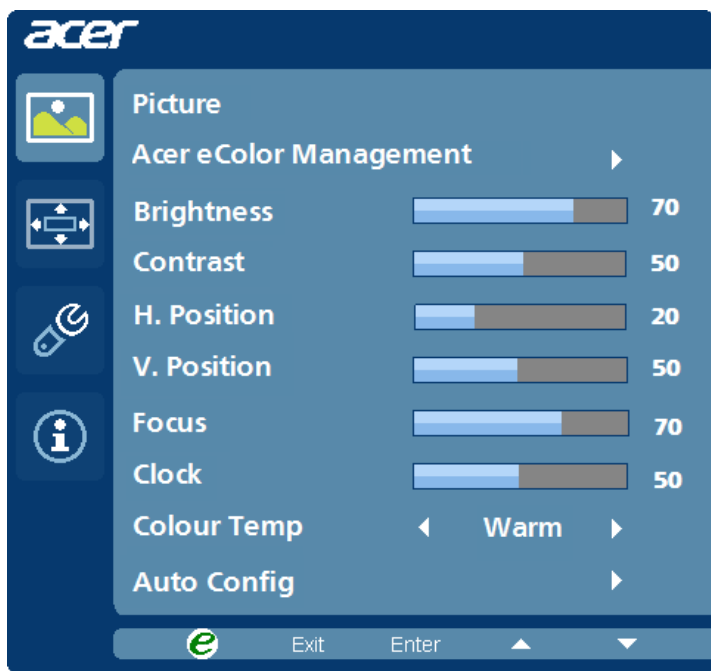 acer
Picture
Acer eColor Management
Brightness 70
Contrast 50
H. Position 20
V. Position 50
Focus 70
Clock 50
Colour Temp Warm
Auto Config
e Exit Enter